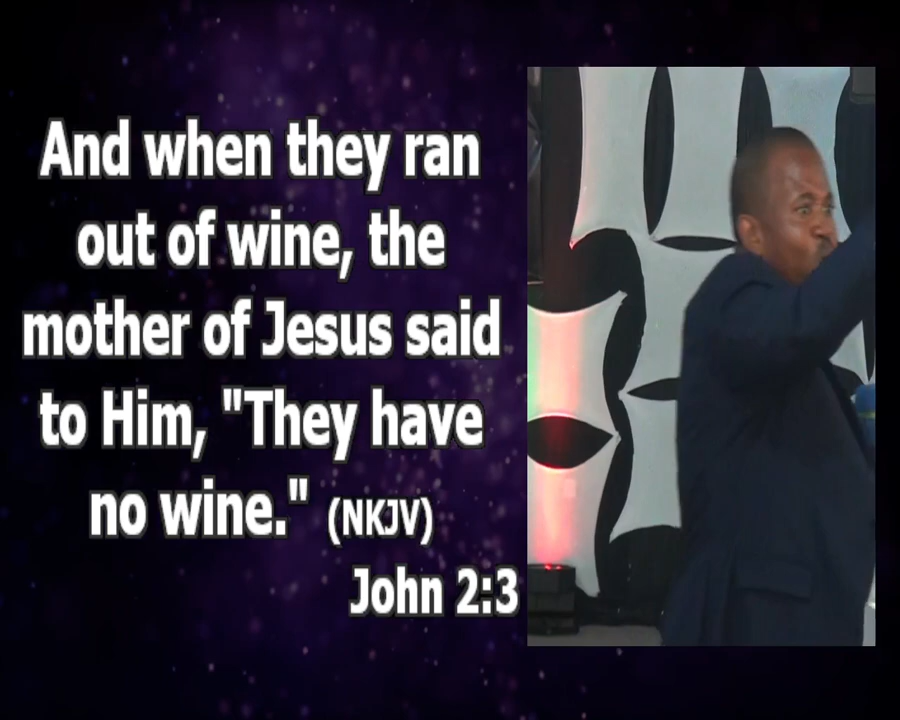 And when they ran
out of wine, the
mother of Jesus said
to Him, "They have
no wine." (NKJV)
John 2:3